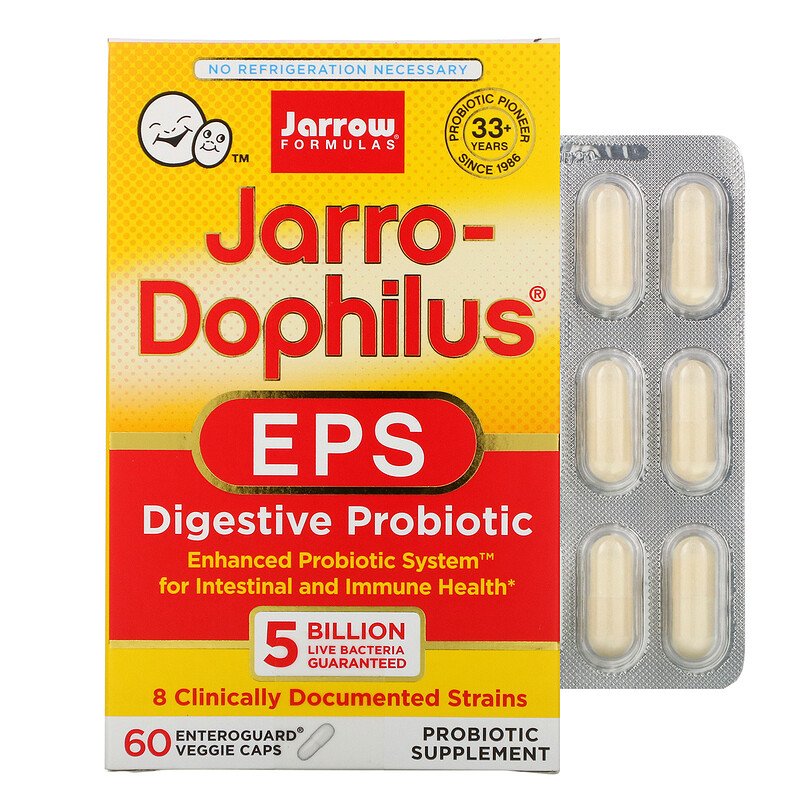 NO REFRIGERATION NECESSARY
TM
Jarrow
FORMULAS®
PROBIOTIC PIONEER
33+
YEARS
SINCE 1986
Jarro-
Dophilus®
EPS
Digestive Probiotic
Enhanced Probiotic System™
for Intestinal and Immune Health*
5 BILLION
LIVE BACTERIA
GUARANTEED
8 Clinically Documented Strains
60 ENTEROGUARD®
VEGGIE CAPS
PROBIOTIC
SUPPLEMENT